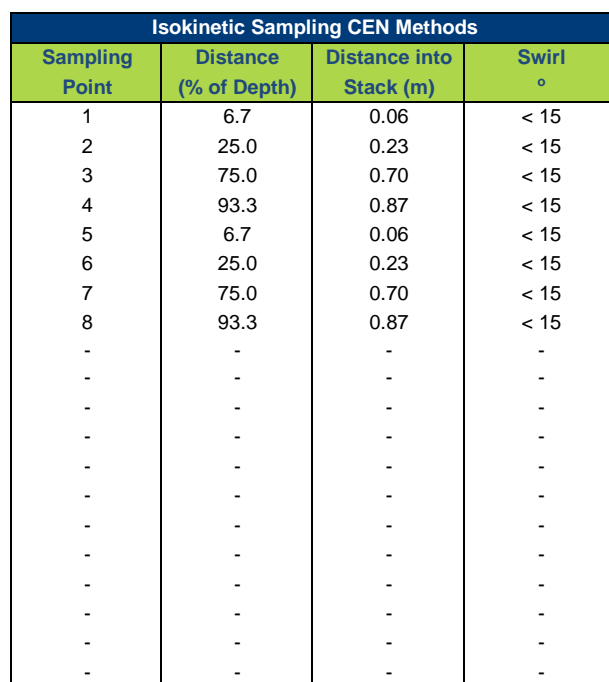 Isokinetic Sampling CEN Methods
Sampling Distance Distance into Swirl
Point (% of Depth) Stack (m) º
1 6.7 0.06 < 15
2 25.0 0.23 < 15
3 75.0 0.70 < 15
4 93.3 0.87 < 15
5 6.7 0.06 < 15
6 25.0 0.23 < 15
7 75.0 0.70 < 15
8 93.3 0.87 < 15
- - - -
- - - -
- - - -
- - - -
- - - -
- - - -
- - - -
- - - -
- - - -
- - - -
- - - -
- - - -